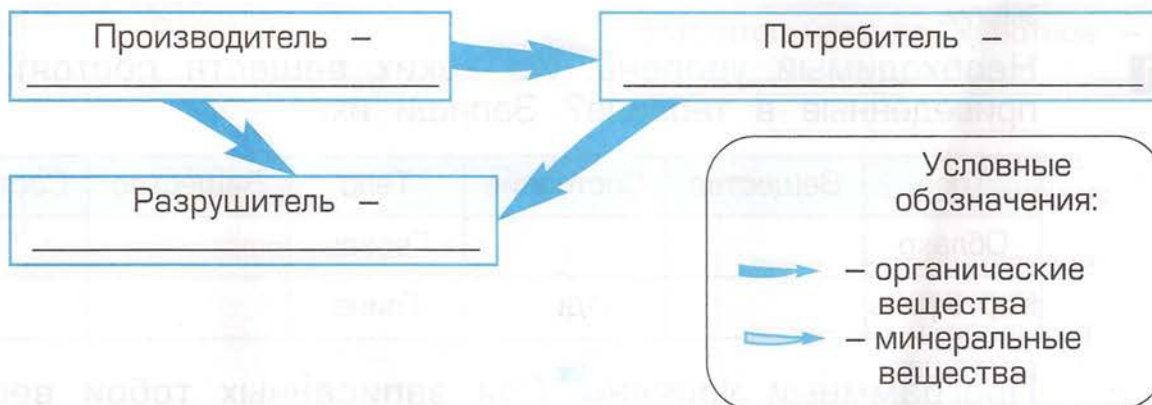 Производитель –
Потребитель –
Разрушитель –
Условные
обозначения:
– органические
вещества
– минеральные
вещества